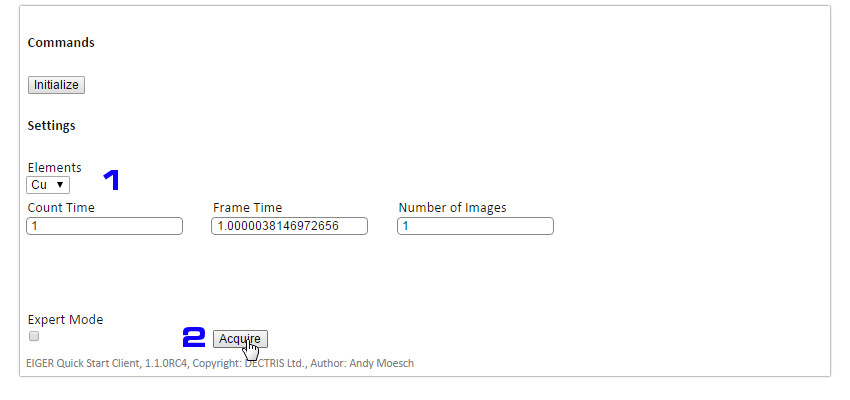 Commands
Initialize
Settings
Elements
Cu
1
Count Time Frame Time Number of Images
1 1.0000038146972656 1
Expert Mode
2 Acquire
EIGER Quick Start Client, 1.1.0RC4, Copyright: DECTRIS Ltd., Author: Andy Moesch